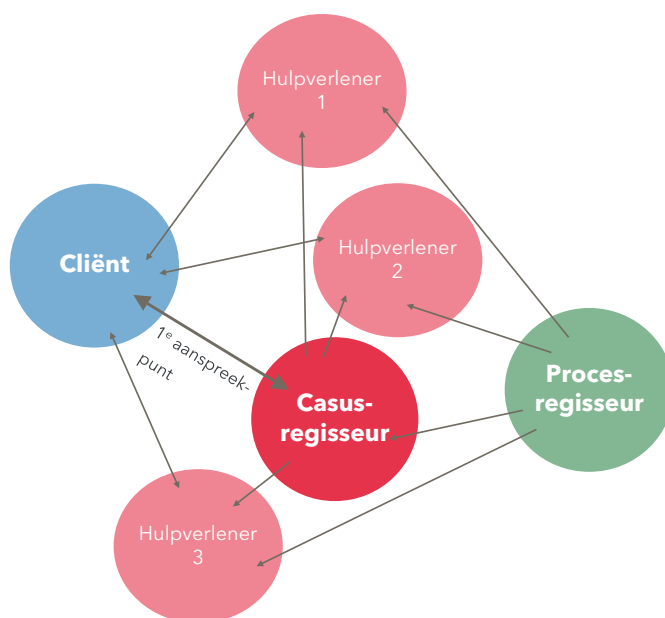 Hulpverlener
1
Hulpverlener
2
Cliënt
1e aanspreek-
punt
Casus-
regisseur
Proces-
regisseur
Hulpverlener
3